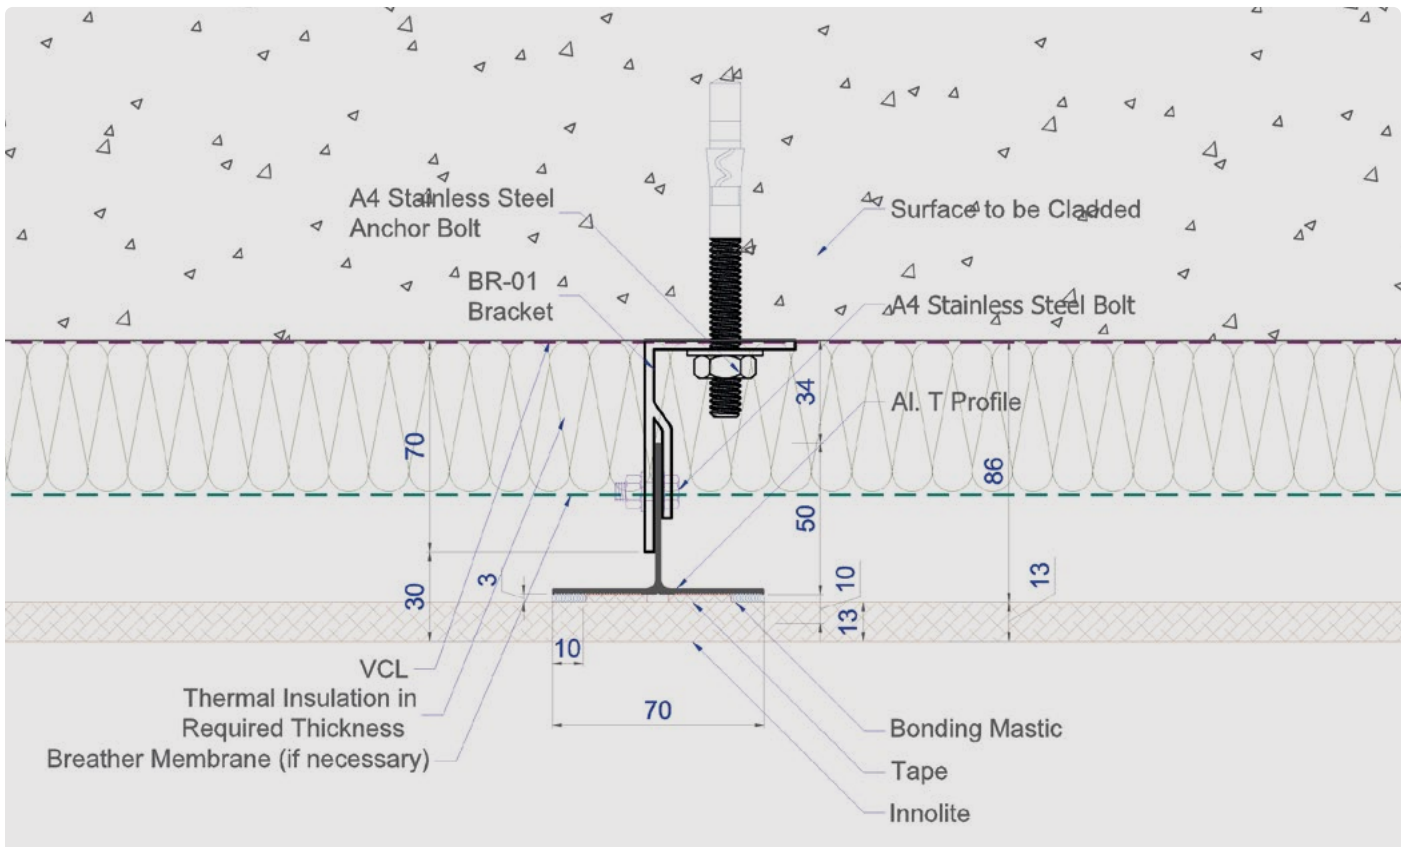 A4 Stainless Steel
Anchor Bolt
Surface to be Cladded
BR-01
Bracket
A4 Stainless Steel Bolt
34
Al. T Profile
70
86
50
3
30
10
13
13
10
VCL
Thermal Insulation in
Required Thickness
70
Bonding Mastic
Breather Membrane (if necessary)
Tape
Innolite